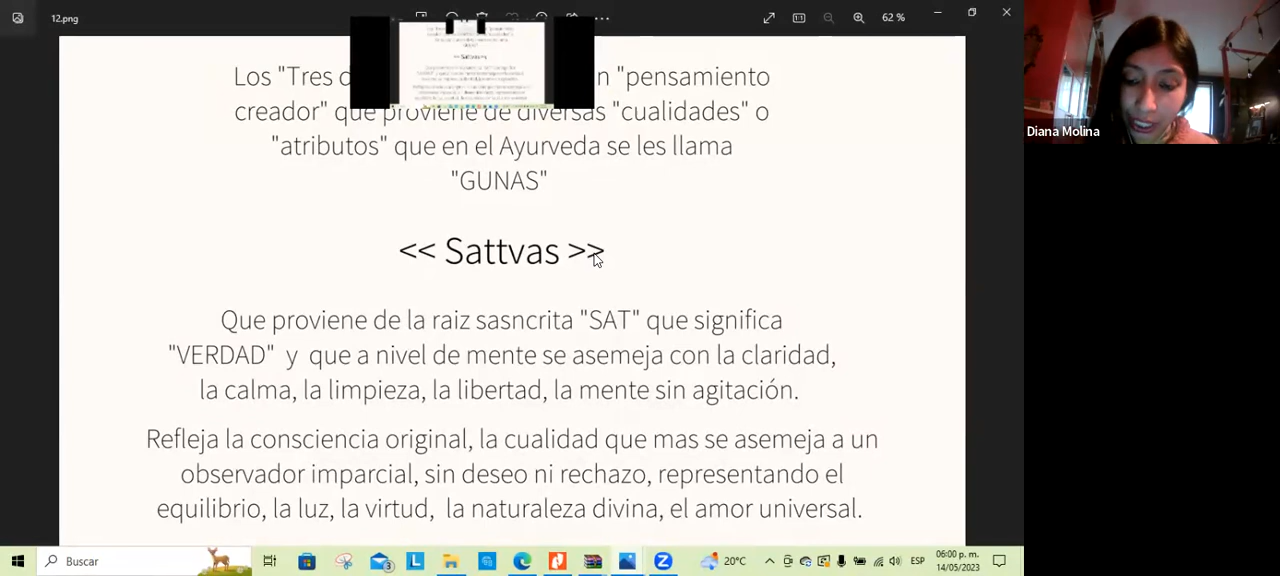 12.png
62 %
Los "Tres
n "pensamiento
creador" que proviene de diversas "cualidades" o
"atributos" que en el Ayurveda se les llama
"GUNAS"
<< Sattvas >>
Que proviene de la raiz sasncrita "SAT" que significa
"VERDAD" y que a nivel de mente se asemeja con la claridad,
la calma, la limpieza, la libertad, la mente sin agitación.
Refleja la consciencia original, la cualidad que mas se asemeja a un
observador imparcial, sin deseo ni rechazo, representando el
equilibrio, la luz, la virtud, la naturaleza divina, el amor universal.
Diana Molina
Buscar
3
20°C
ESP
06:00 p. m.
14/05/2023